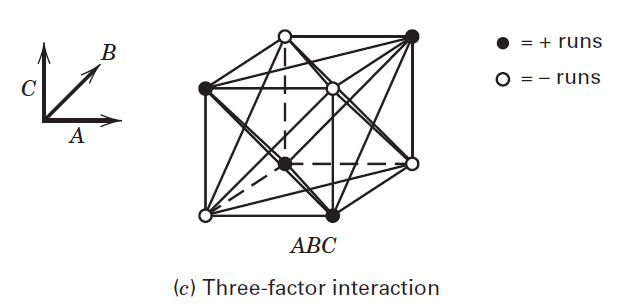 B
C
A
= + runs
= − runs
ABC
(c) Three-factor interaction